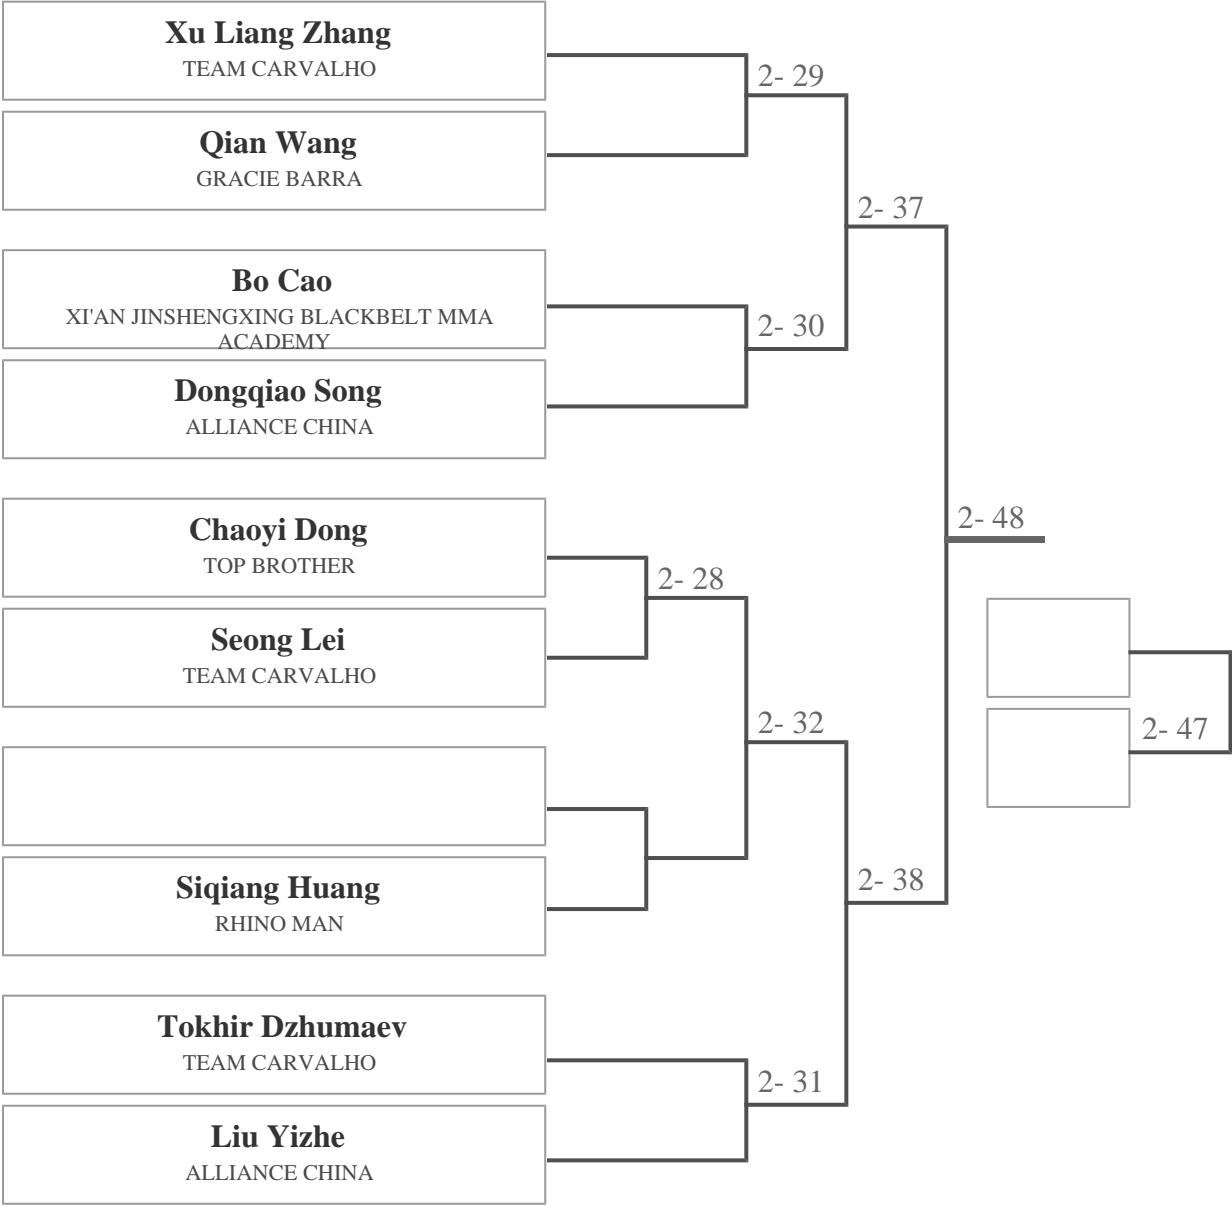 Xu Liang Zhang
TEAM CARVALHO
2- 29
Qian Wang
GRACIE BARRA
2- 37
Bo Cao
XI'AN JINSHENGXING BLACKBELT MMA
ACADEMY
2- 30
Dongqiao Song
ALLIANCE CHINA
Chaoyi Dong
TOP BROTHER
2- 48
2- 28
Seong Lei
TEAM CARVALHO
2- 32
2- 47
Siqiang Huang
RHINO MAN
2- 38
Tokhir Dzhumaev
TEAM CARVALHO
2- 31
Liu Yizhe
ALLIANCE CHINA